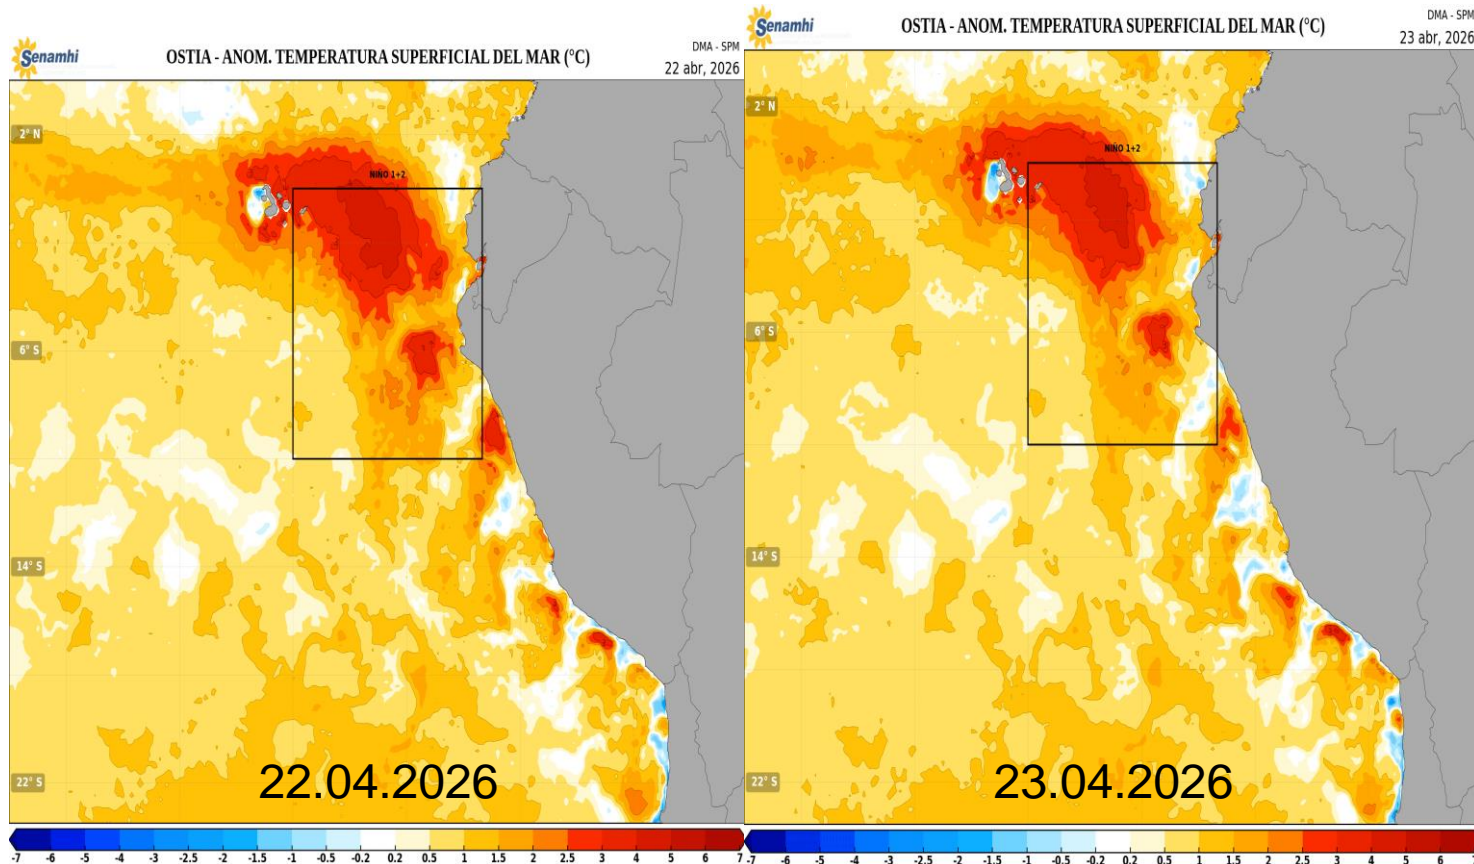 Senamhi
OSTIA - ANOM. TEMPERATURA SUPERFICIAL DEL MAR (°C)
DMA - SPM
22 abr, 2026
2° N
NIÑO 1+2
6° S
14° S
22° S
22.04.2026
-7 -6 -5 -4 -3 -2.5 -2 -1.5 -1 -0.5 -0.2 0.2 0.5 1 1.5 2 2.5 3 4 5 6 7
Senamhi
OSTIA - ANOM. TEMPERATURA SUPERFICIAL DEL MAR (°C)
DMA - SPM
23 abr, 2026
2° N
NIÑO 1+2
6° S
14° S
22° S
23.04.2026
-7 -6 -5 -4 -3 -2.5 -2 -1.5 -1 -0.5 -0.2 0.2 0.5 1 1.5 2 2.5 3 4 5 6